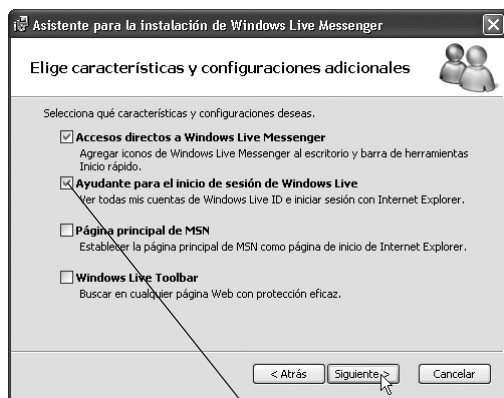 Asistente para la instalación de Windows Live Messenger
Elige características y configuraciones adicionales
Selecciona qué características y configuraciones deseas.
Accesos directos a Windows Live Messenger
Agregar iconos de Windows Live Messenger al escritorio y barra de herramientas
Inicio rápido.
Ayudante para el inicio de sesión de Windows Live
Ver todas mis cuentas de Windows Live ID e iniciar sesión con Internet Explorer.
Página principal de MSN
Establecer la página principal de MSN como página de inicio de Internet Explorer.
Windows Live Toolbar
Buscar en cualquier página Web con protección eficaz.
< Atrás
Siguiente >
Cancelar